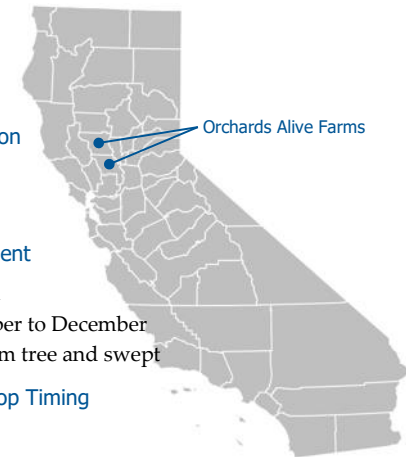 Orchards Alive Farms
on
ent
per to December
m tree and swept
op Timing